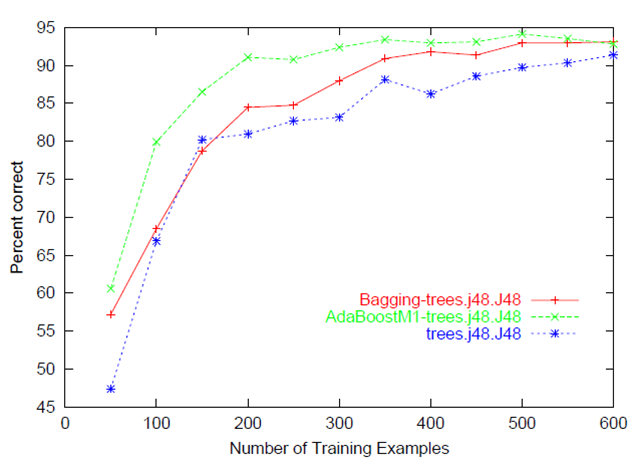 95
90
85
80
75
70
65
60
55
50
45
Percent correct
Bagging-trees.j48.J48
AdaBoostM1-trees.j48.J48
trees.j48.J48
0 100 200 300 400 500 600
Number of Training Examples